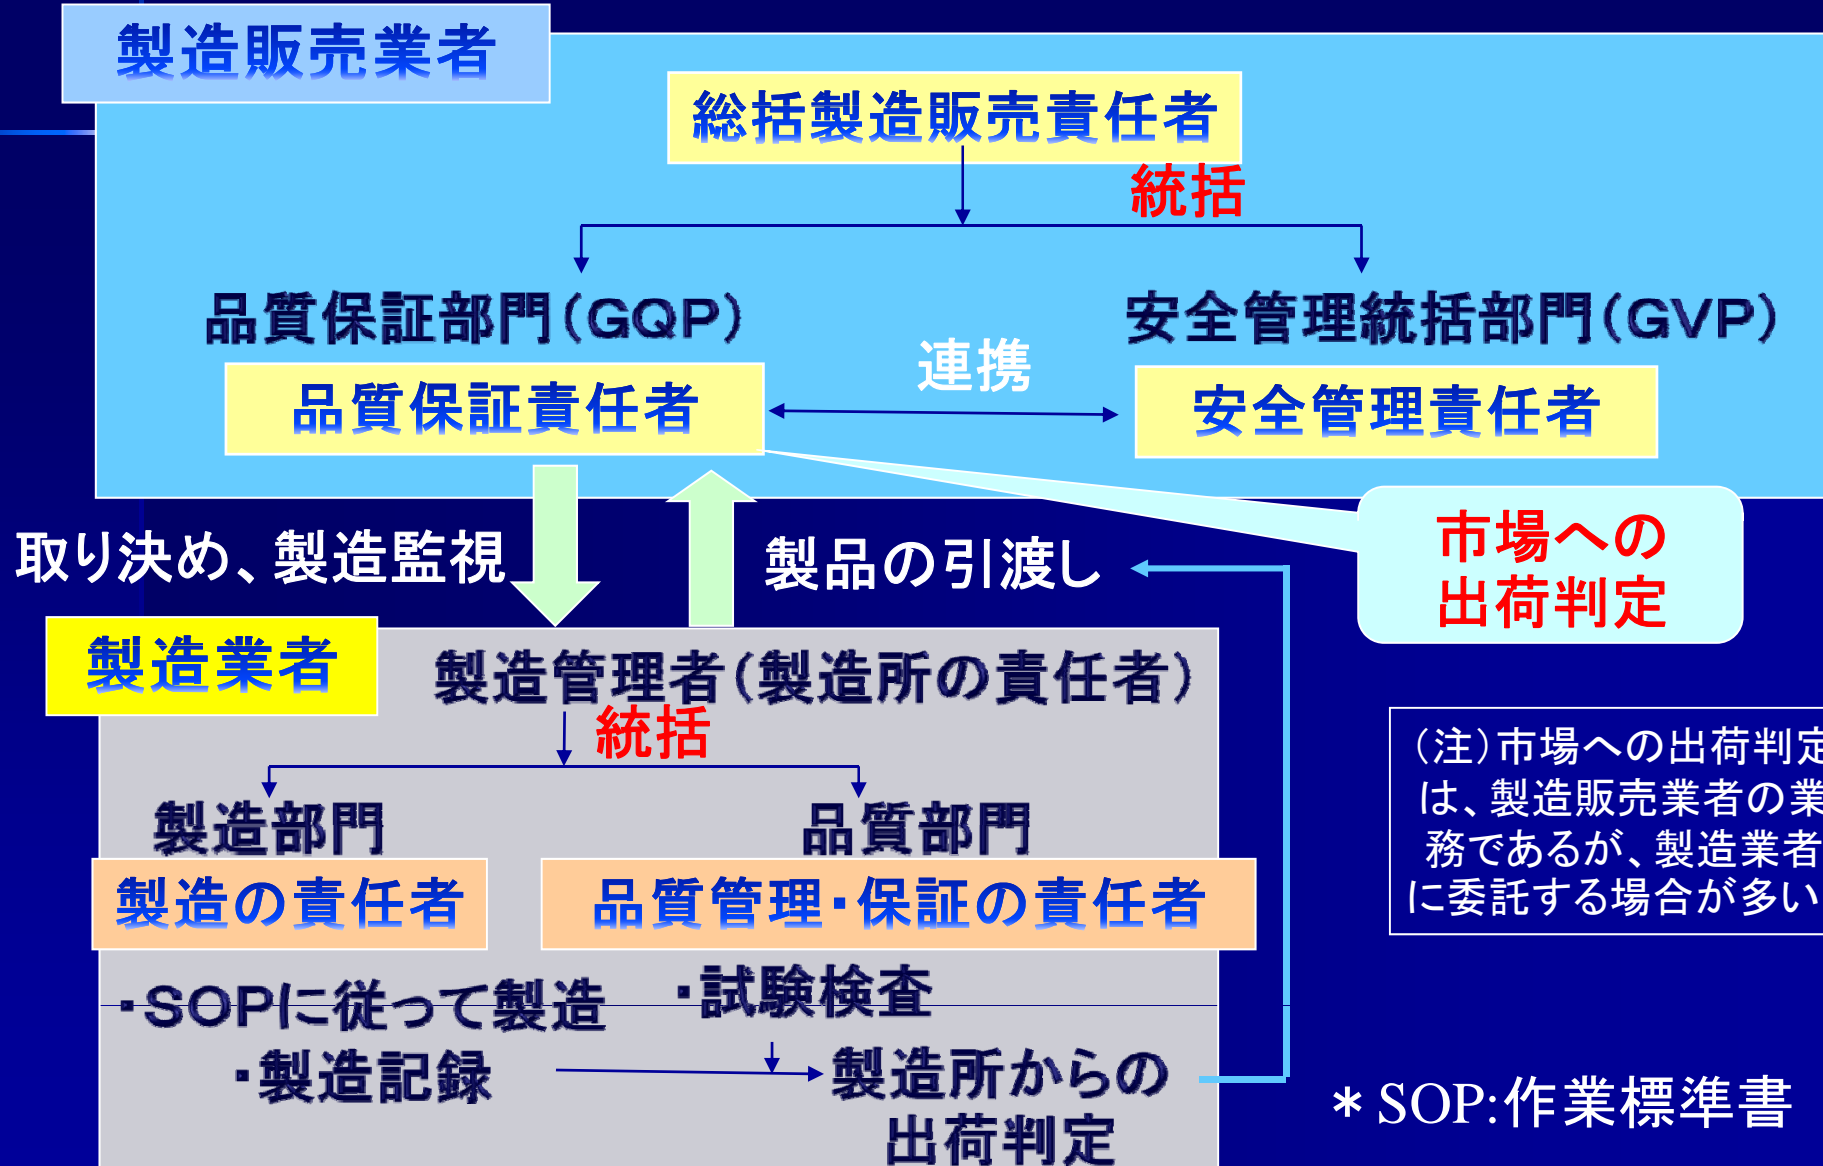 製造販売業者
総括製造販売責任者
統括
品質保証部門（GQP）
安全管理統括部門（GVP）
連携
品質保証責任者
安全管理責任者
市場への
出荷判定
取り決め、製造監視
製品の引渡し
製造業者
製造管理者（製造所の責任者）
統括
製造部門
品質部門
製造の責任者
品質管理・保証の責任者
・SOPに従って製造
・試験検査
・製造記録
製造所からの
出荷判定
（注）市場への出荷判定
は、製造販売業者の業
務であるが、製造業者
に委託する場合が多い
＊SOP:作業標準書